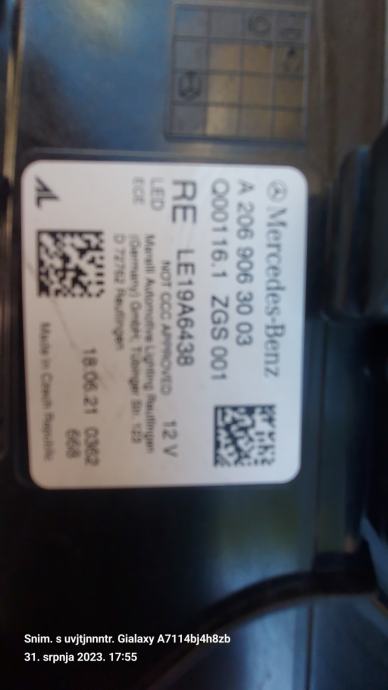 Mercedes-Benz
A 206 906 30 03
Q00116.1 ZGS 001
RE LE19A6438 12 V
LED NOT CCC APPROVED
ECE Marelli Automotive Lighting Reutlingen
(Germany) GmbH, Tübinger Str. 123
D 72762 Reutlingen
18.06.21 0362
668
AL
Made in Czech Republic
Snim. s uvjtjnnntr. Gialaxy A7114bj4h8zb
31. srpnja 2023. 17:55